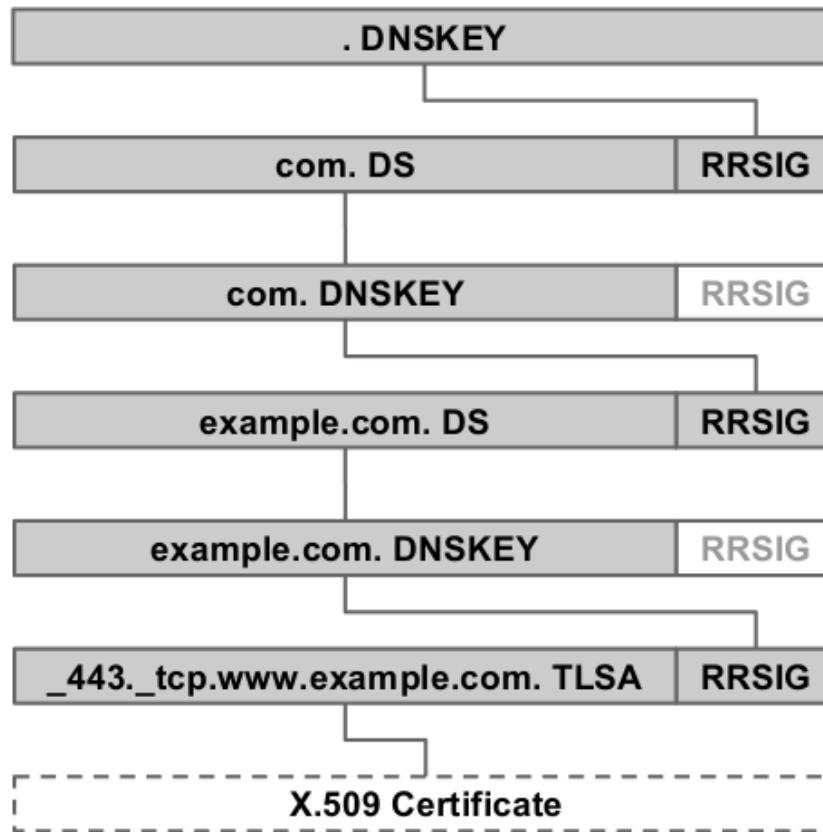 . DNSKEY
com. DS RRSIG
com. DNSKEY RRSIG
example.com. DS RRSIG
example.com. DNSKEY RRSIG
_443._tcp.www.example.com. TLSA RRSIG
X.509 Certificate